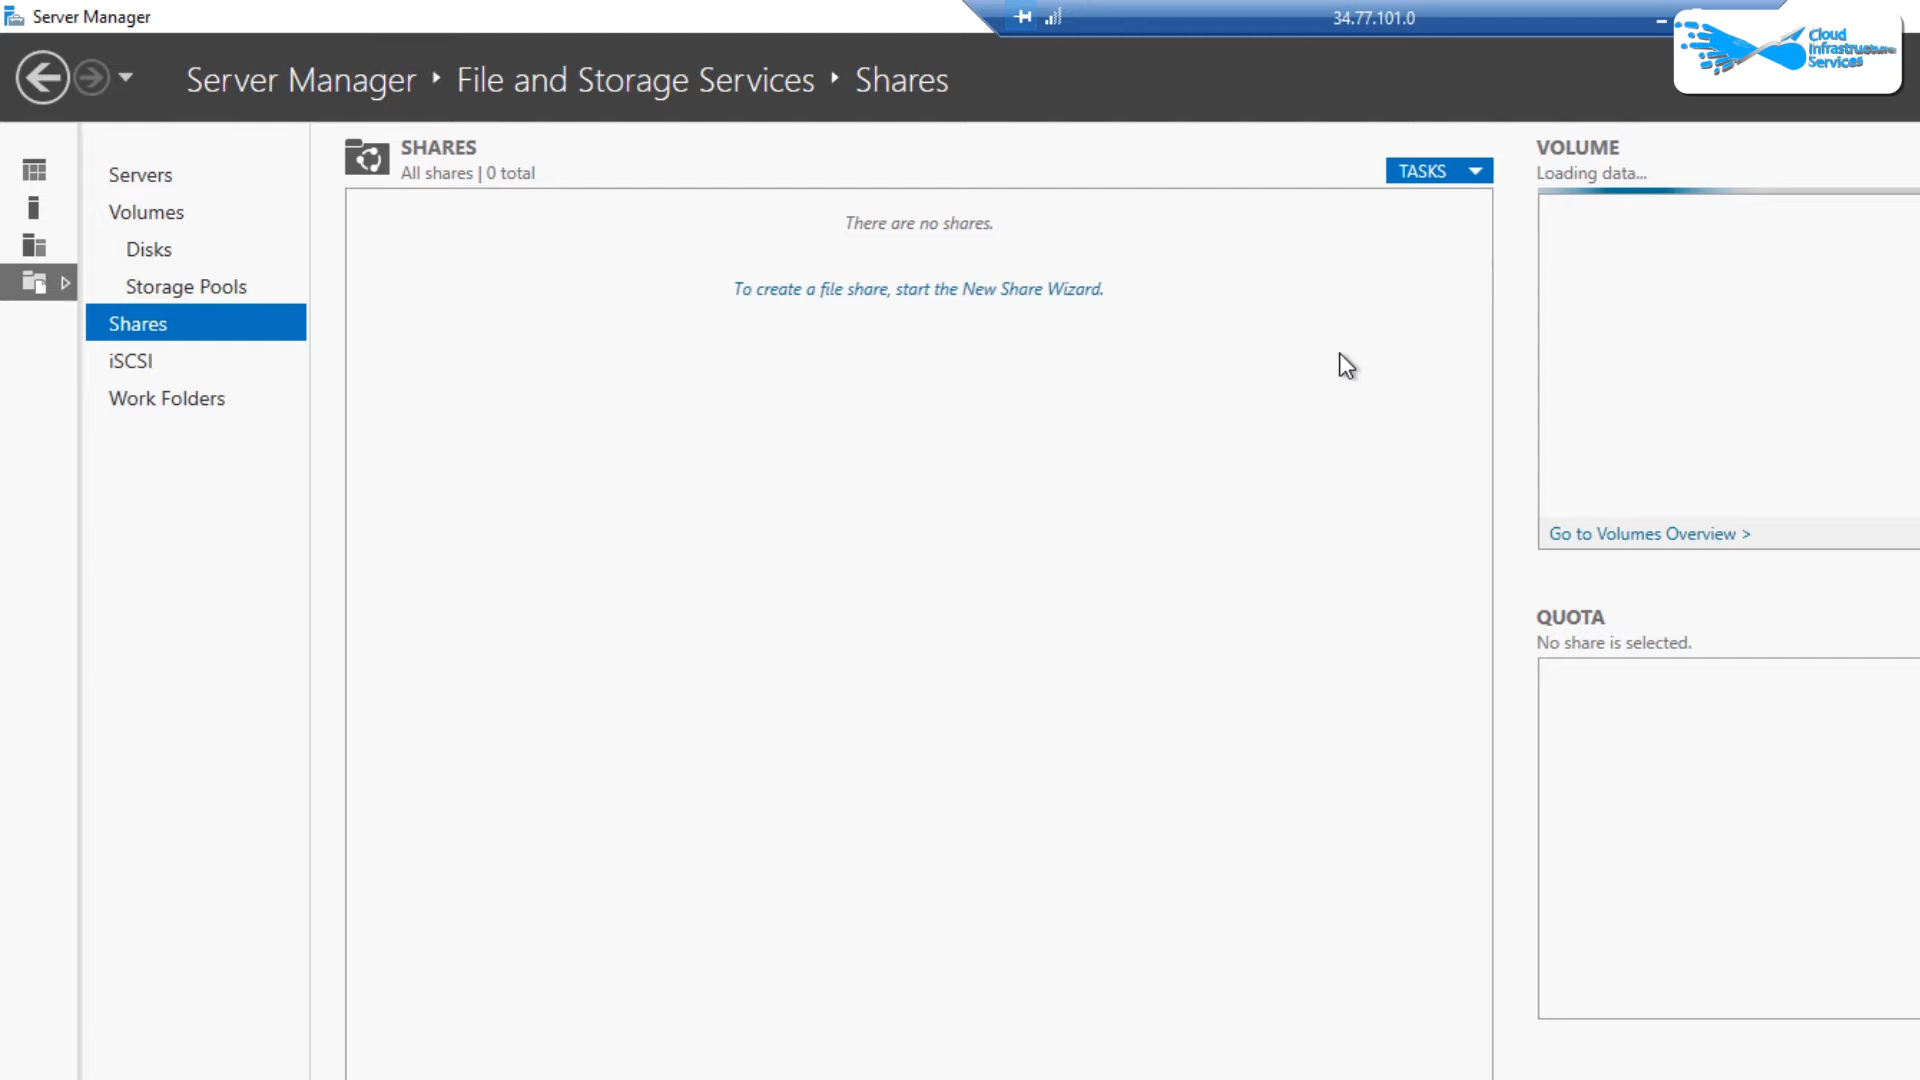 Server Manager
34.77.101.0
Cloud
Infrastructure
Services
Server Manager File and Storage Services Shares
Servers
Volumes
Disks
Storage Pools
Shares
iSCSI
Work Folders
SHARES
All shares | 0 total
TASKS
There are no shares.
To create a file share, start the New Share Wizard.
VOLUME
Loading data...
Go to Volumes Overview >
QUOTA
No share is selected.